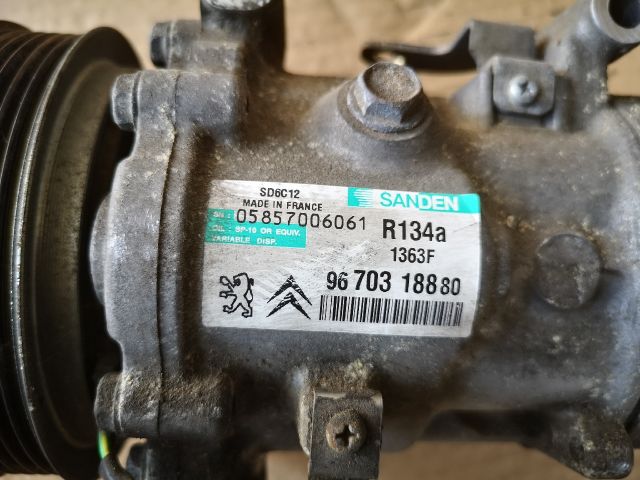 SD6C12
MADE IN FRANCE
SANDEN
SN : 05857006061
R134a
OIL : SP-10 OR EQUIV.
VARIABLE DISP.
1363F
96 703 188 80